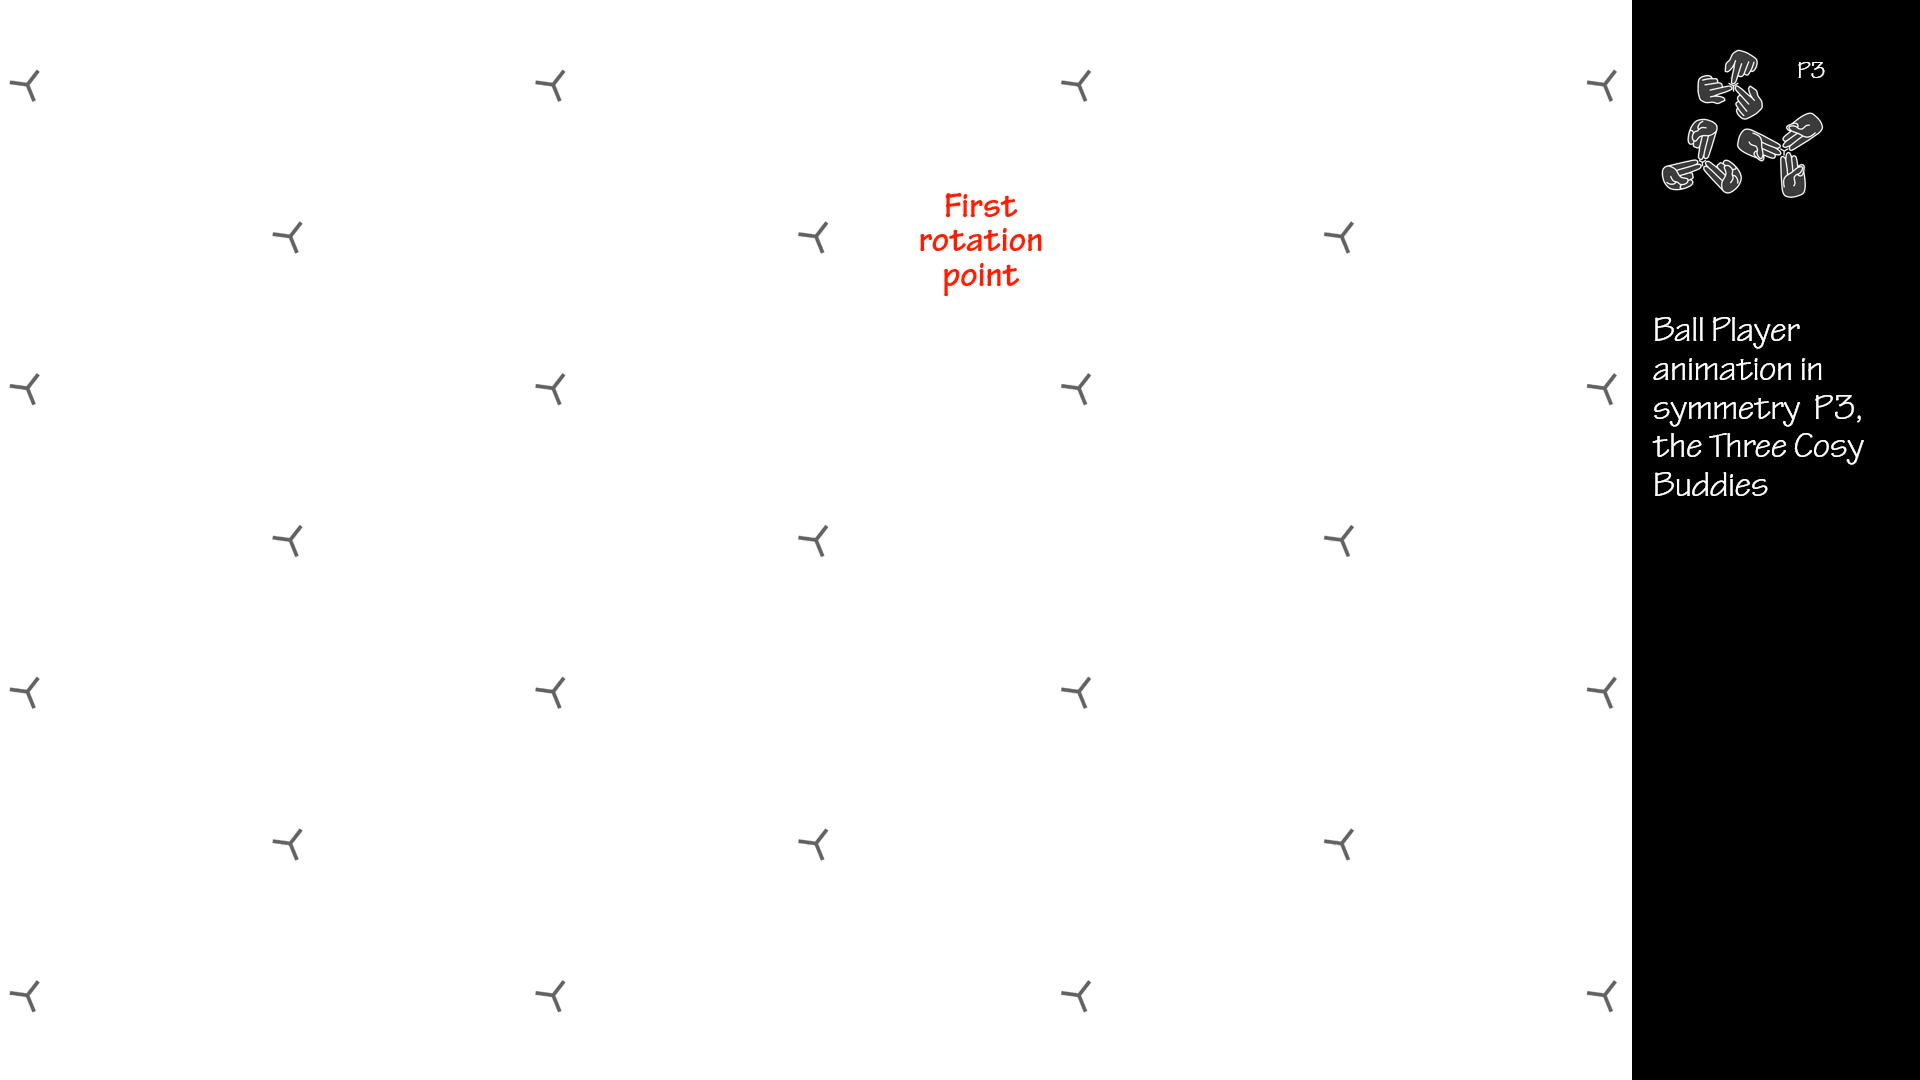 First
rotation
point
P3
Ball Player
animation in
symmetry P3,
the Three Cosy
Buddies